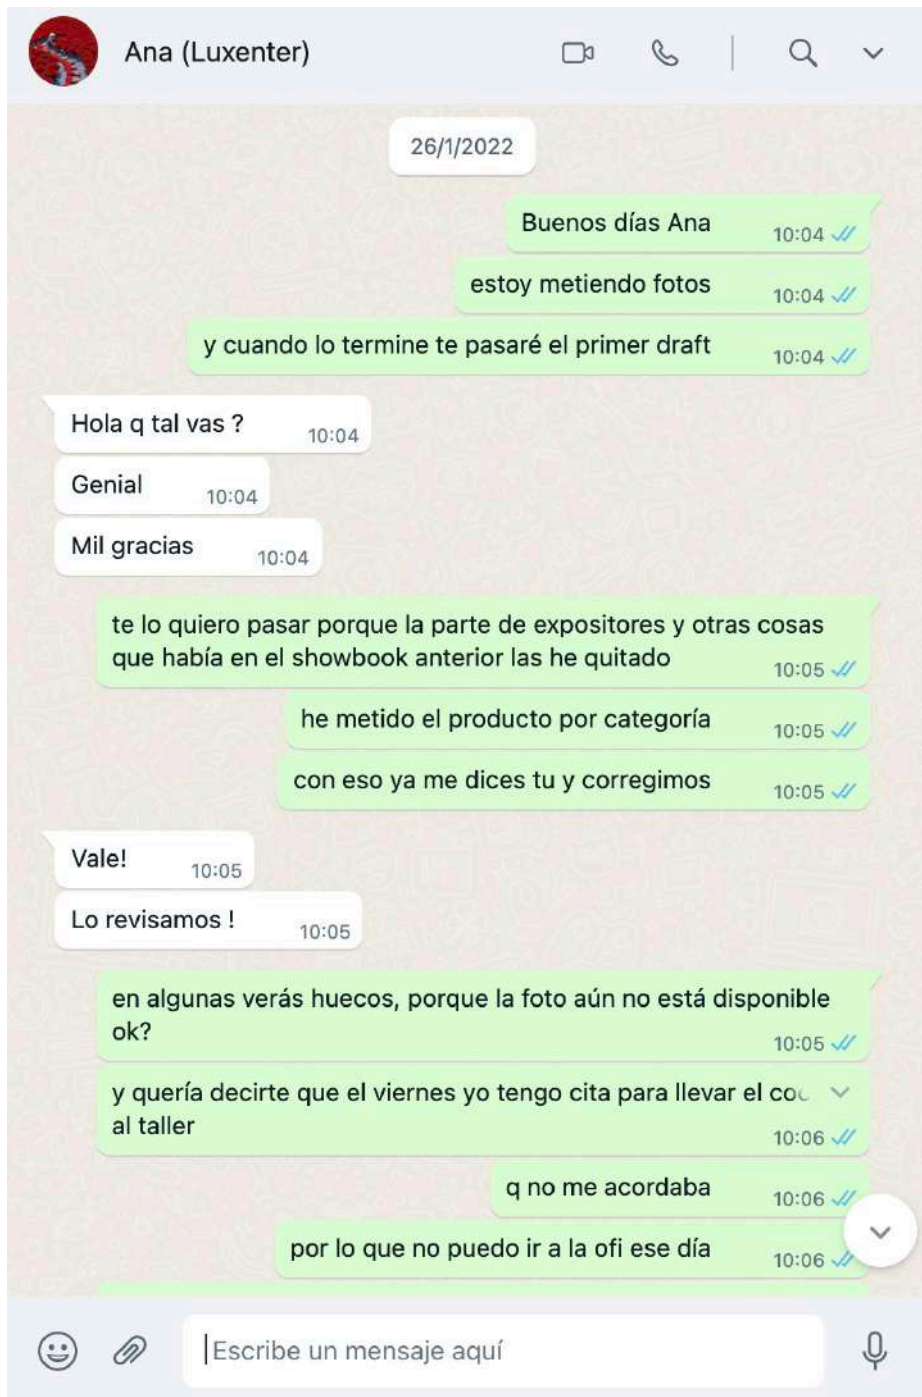 Ana (Luxenter)
26/1/2022
Buenos días Ana
10:04
estoy metiendo fotos
10:04
y cuando lo termine te pasaré el primer draft
10:04
Hola q tal vas ?
10:04
Genial
10:04
Mil gracias
10:04
te lo quiero pasar porque la parte de expositores y otras cosas
que había en el showbook anterior las he quitado
10:05
he metido el producto por categoría
10:05
con eso ya me dices tu y corregimos
10:05
Vale!
10:05
Lo revisamos !
10:05
en algunas verás huecos, porque la foto aún no está disponible
ok?
10:05
y quería decirte que el viernes yo tengo cita para llevar el
al taller
10:06
q no me acordaba
10:06
por lo que no puedo ir a la ofi ese día
10:06
Escribe un mensaje aquí